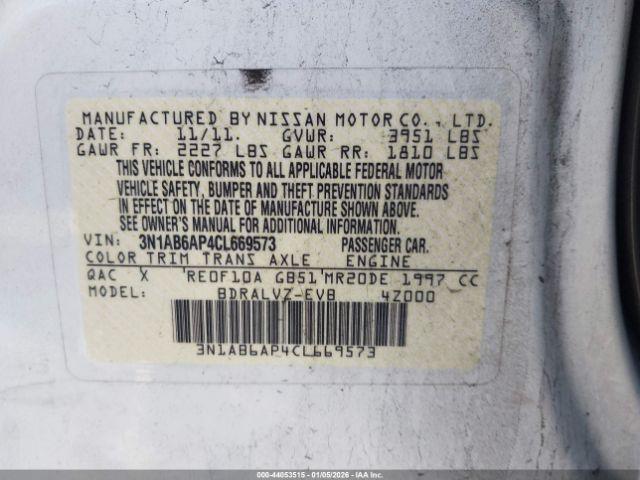 MANUFACTURED BY NISSAN MOTOR CO., LTD.
DATE: 11/11. GVWR: 3951 LBS
GAWR FR: 2227 LBS GAWR RR: 1810 LBS
THIS VEHICLE CONFORMS TO ALL APPLICABLE FEDERAL MOTOR
VEHICLE SAFETY, BUMPER AND THEFT PREVENTION STANDARDS
IN EFFECT ON THE DATE OF MANUFACTURE SHOWN ABOVE.
SEE OWNER'S MANUAL FOR ADDITIONAL INFORMATION.
VIN: 3N1AB6AP4CL669573 PASSENGER CAR.
COLOR TRIM TRANS AXLE ENGINE
QAC X RE0F10A GB51 MR20DE 1997 CC
MODEL: BDRALVZ-EVB 4Z000
3N1AB6AP4CL669573
000-44053515 - 01/05/2026 - IAA Inc.